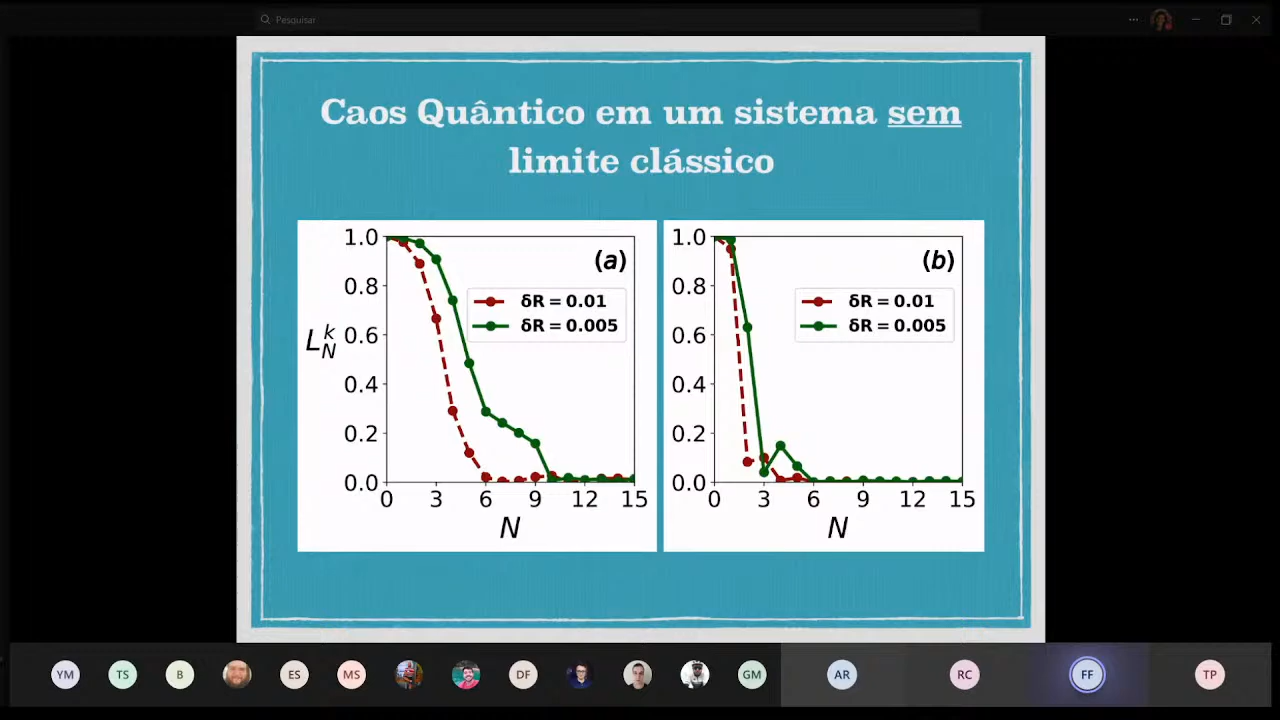 Pesquisar
Caos Quântico em um sistema sem
limite clássico
1.0
0.8
0.6
0.4
0.2
0.0
L_N^k
(a)
δR = 0.01
δR = 0.005
0 3 6 9 12 15
N
1.0
0.8
0.6
0.4
0.2
0.0
(b)
δR = 0.01
δR = 0.005
0 3 6 9 12 15
N
YM TS B ES MS DF GM AR RC FF TP